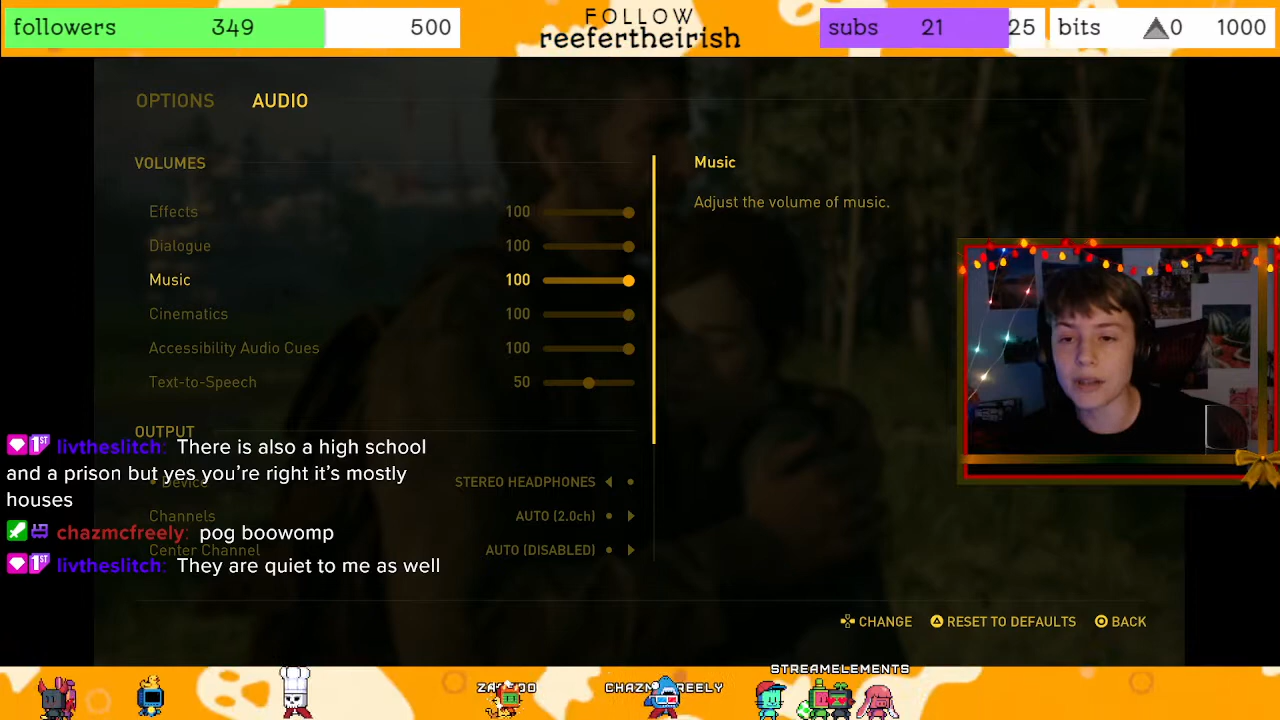 followers 349 500
FOLLOW
reefertheirish
subs 21 25
bits 0 1000
OPTIONS AUDIO
VOLUMES
Effects 100
Dialogue 100
Music 100
Cinematics 100
Accessibility Audio Cues 100
Text-to-Speech 50
Music
Adjust the volume of music.
OUTPUT
livtheslitch: There is also a high school
and a prison but yes you’re right it’s mostly
houses
Device STEREO HEADPHONES
Channels AUTO (2.0ch)
chazmcfreely: pog boowomp
Center Channel AUTO (DISABLED)
livtheslitch: They are quiet to me as well
CHANGE RESET TO DEFAULTS BACK
STREAMELEMENTS